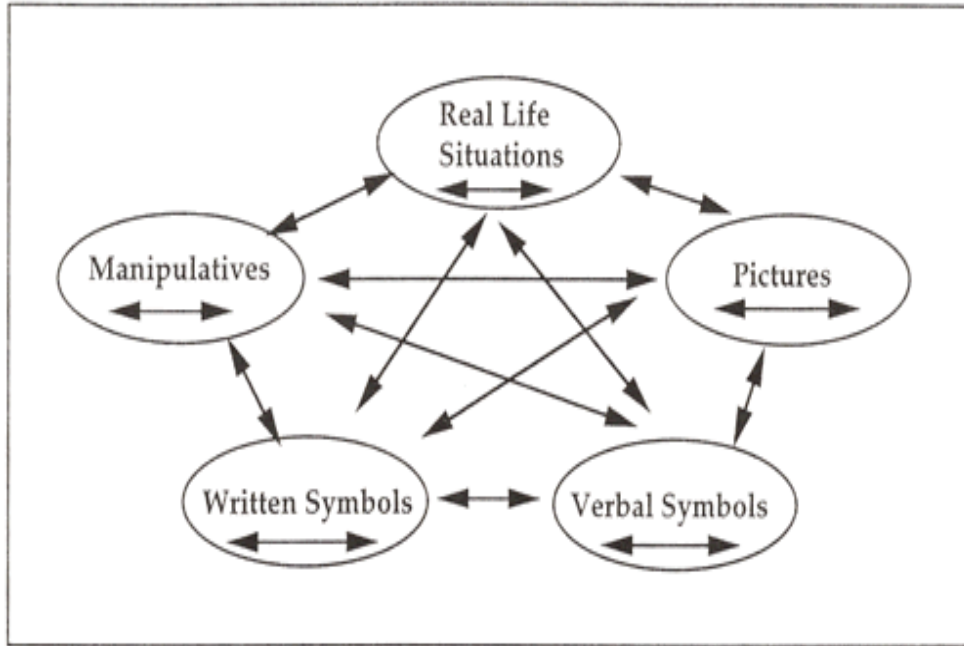 Real Life
Situations
Manipulatives
Pictures
Written Symbols
Verbal Symbols